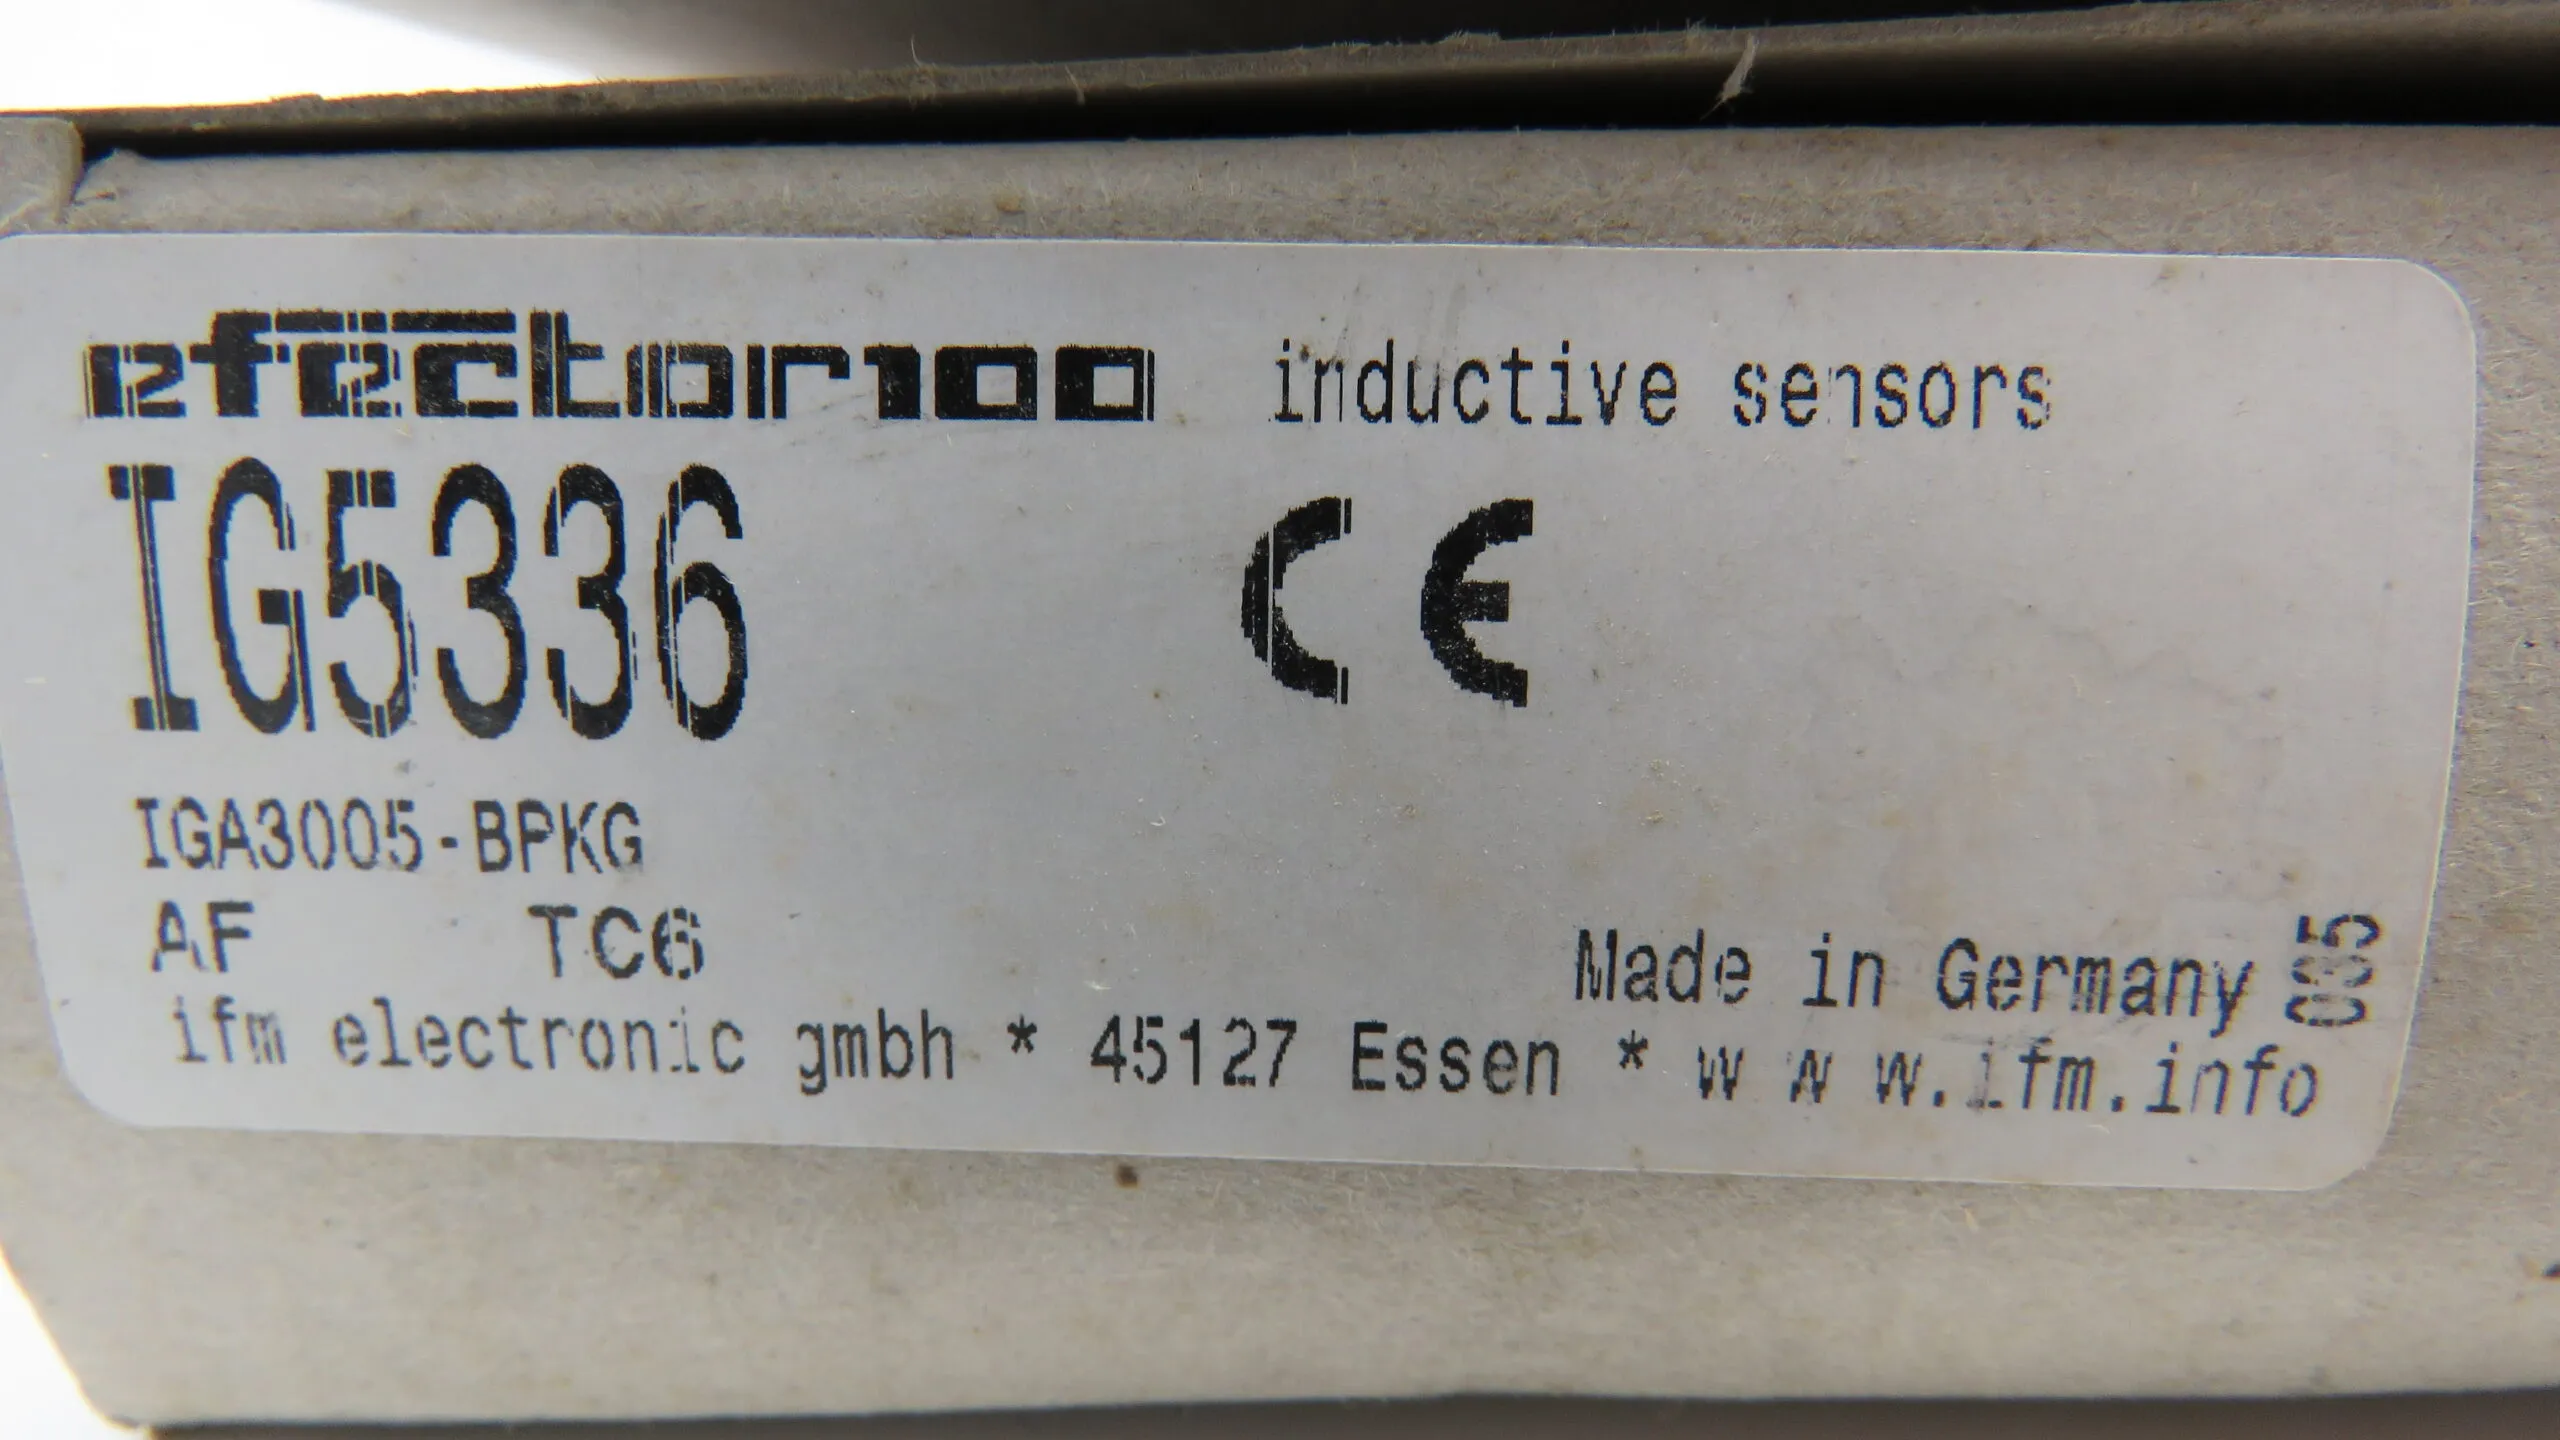 efector100 inductive sensors
IG5336 CE
IGA3005-BPKG
AF TC6
Made in Germany
ifm electronic gmbh * 45127 Essen * w w w.ifm.info